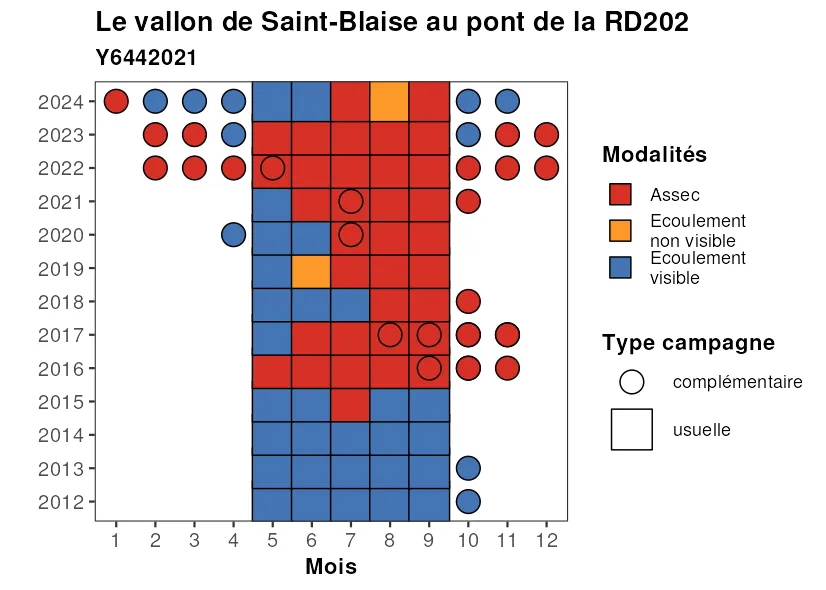 Le vallon de Saint-Blaise au pont de la RD202
Y6442021
2024
2023
2022
2021
2020
2019
2018
2017
2016
2015
2014
2013
2012
1 2 3 4 5 6 7 8 9 10 11 12
Mois
Modalités
Assec
Ecoulement
non visible
Ecoulement
visible
Type campagne
complémentaire
usuelle